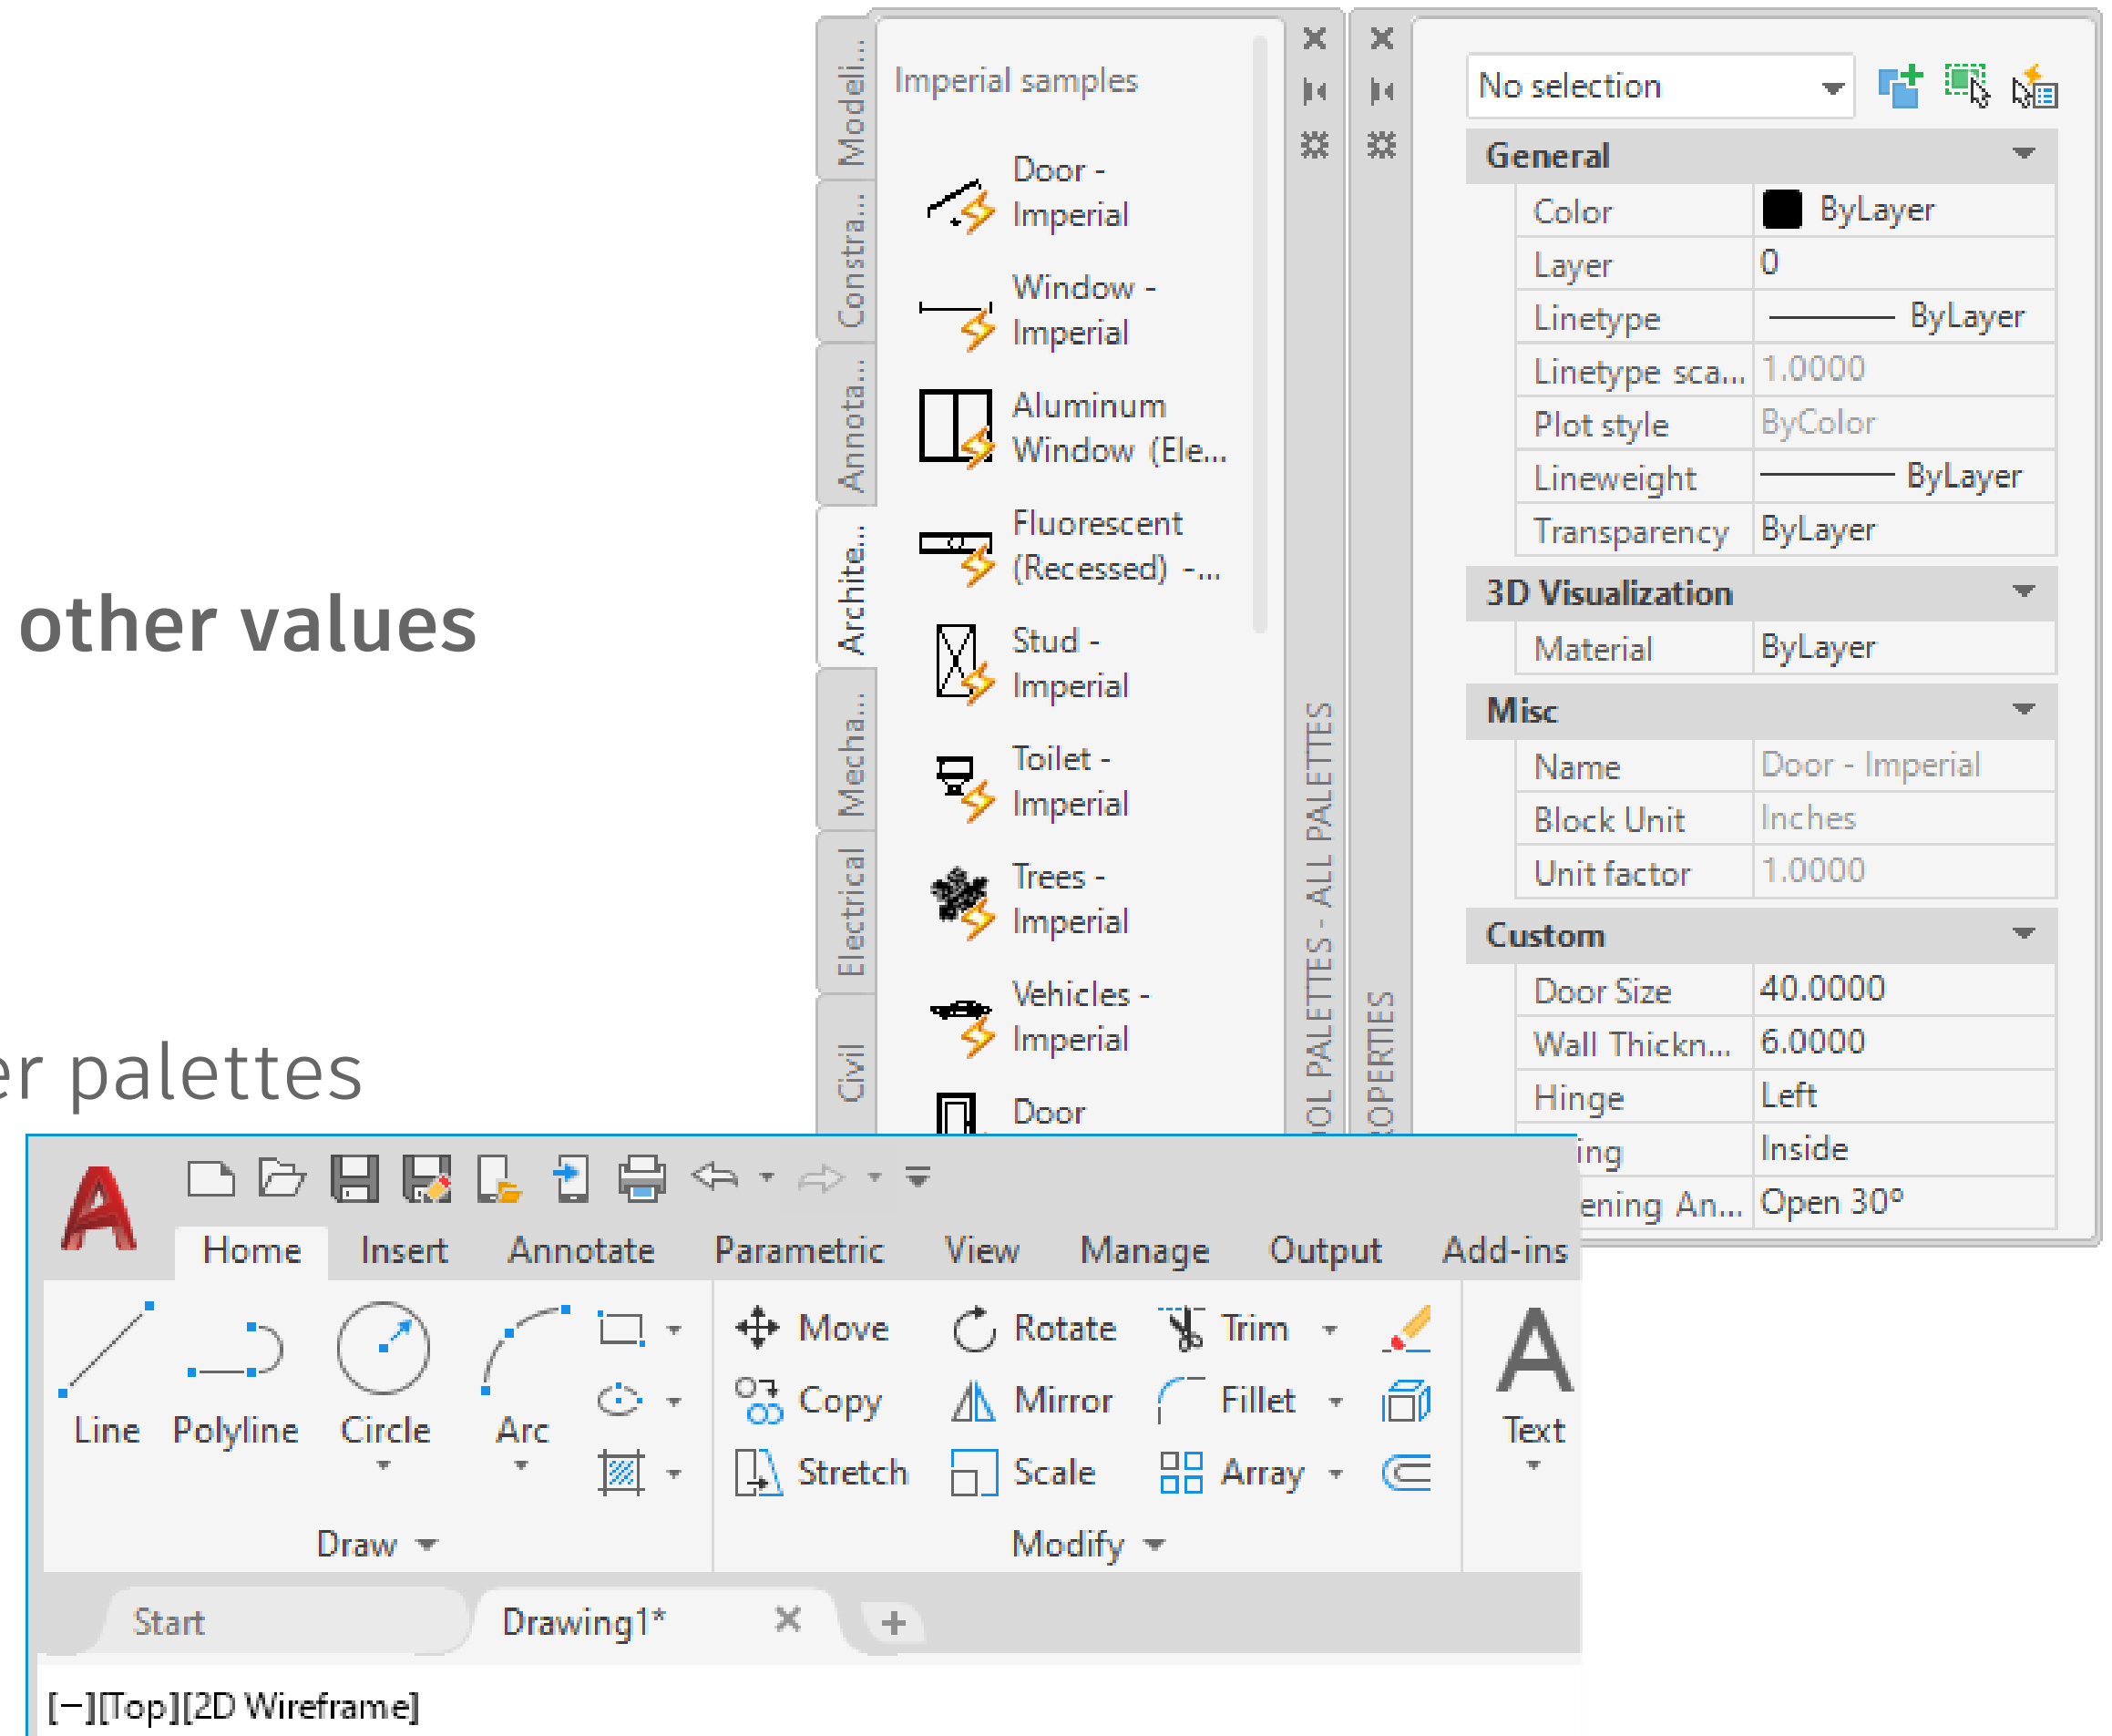 other values
er palettes
Modeli...
Constra...
Annota...
Archite...
Mecha...
Electrical
Civil
Imperial samples
Door -
Imperial
Window -
Imperial
Aluminum
Window (Ele...
Fluorescent
(Recessed) -...
Stud -
Imperial
Toilet -
Imperial
Trees -
Imperial
Vehicles -
Imperial
Door
OOL PALETTES - ALL PALETTES
ROPERTIES
No selection
General
Color ByLayer
Layer 0
Linetype ByLayer
Linetype sca... 1.0000
Plot style ByColor
Lineweight ByLayer
Transparency ByLayer
3D Visualization
Material ByLayer
Misc
Name Door - Imperial
Block Unit Inches
Unit factor 1.0000
Custom
Door Size 40.0000
Wall Thickn... 6.0000
Hinge Left
ing Inside
ening An... Open 30º
Home Insert Annotate Parametric View Manage Output Add-ins
Move Rotate Trim
Copy Mirror Fillet
Line Polyline Circle Arc Text
Stretch Scale Array
Draw Modify
Start Drawing1*
[−][Top][2D Wireframe]